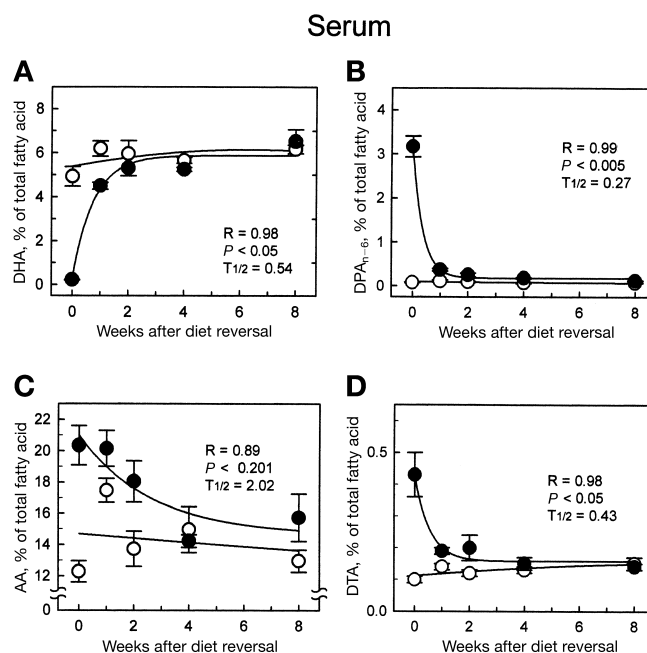 Serum
A
DHA, % of total fatty acid
8
6
4
2
0
R = 0.98
P < 0.05
T1/2 = 0.54
0 2 4 6 8
Weeks after diet reversal
B
DPAn−6, % of total fatty acid
4
3
2
1
0
R = 0.99
P < 0.005
T1/2 = 0.27
0 2 4 6 8
Weeks after diet reversal
C
AA, % of total fatty acid
22
20
18
16
14
12
0
R = 0.89
P < 0.201
T1/2 = 2.02
0 2 4 6 8
Weeks after diet reversal
D
DTA, % of total fatty acid
0.5
0.0
R = 0.98
P < 0.05
T1/2 = 0.43
0 2 4 6 8
Weeks after diet reversal